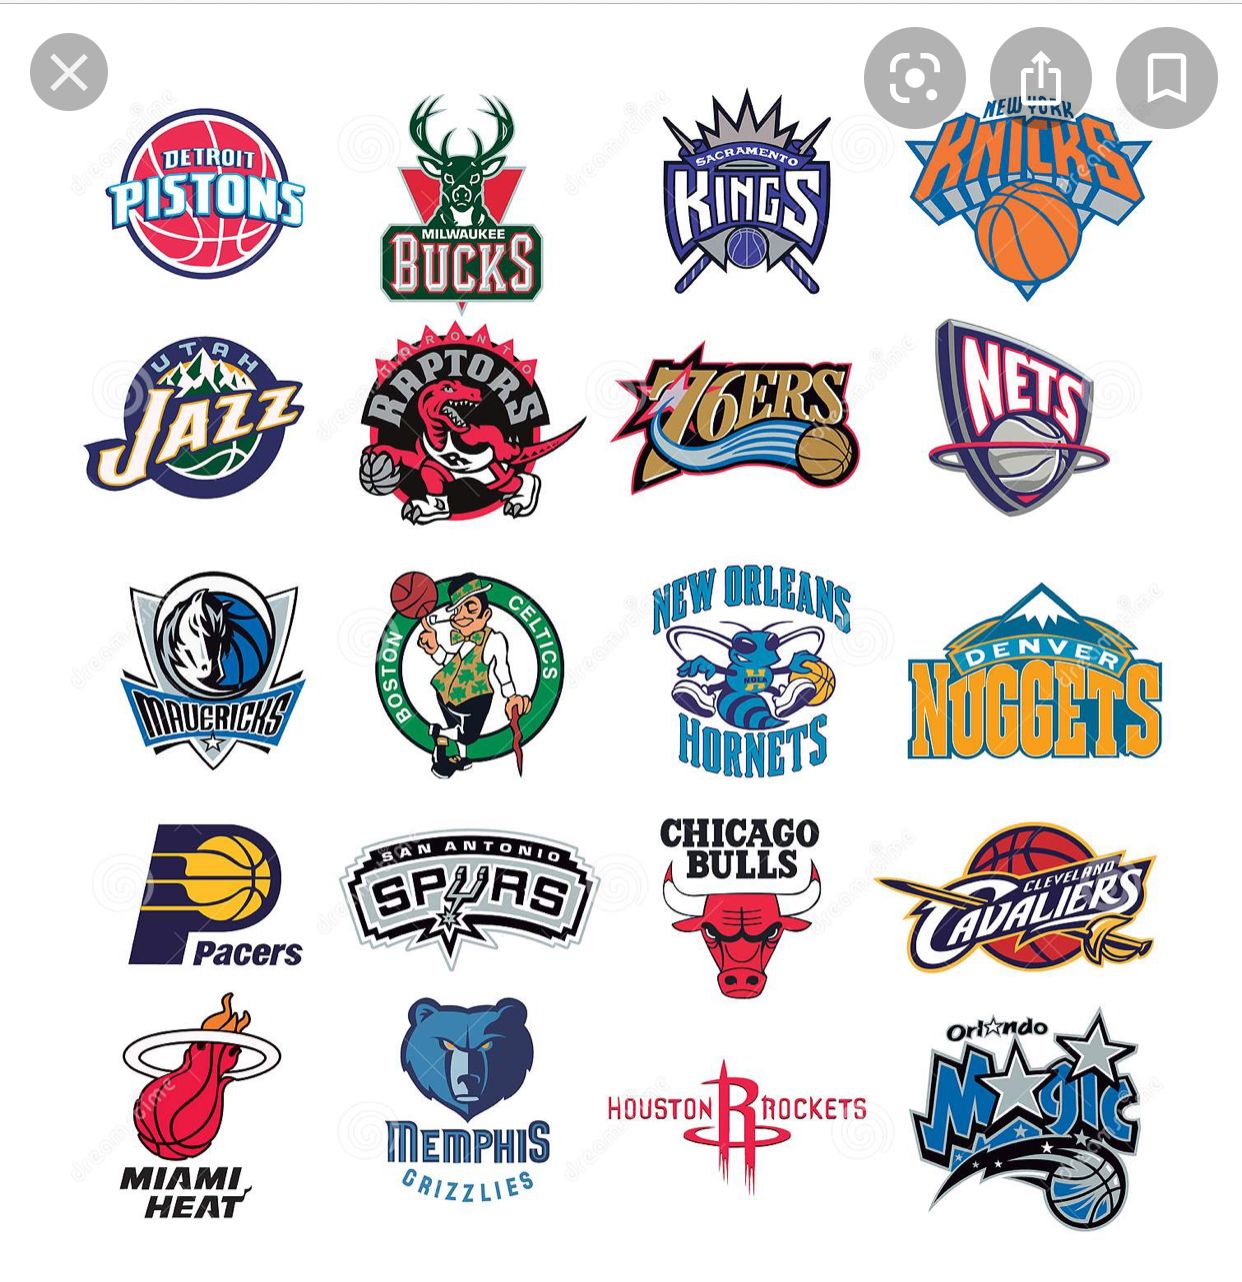 DETROIT
PISTONS
MILWAUKEE
BUCKS
SACRAMENTO
KINGS
NEW YORK
KNICKS
UTAH
JAZZ
TORONTO
RAPTORS
76ERS
NETS
MAVERICKS
BOSTON
CELTICS
NEW ORLEANS
NOLA
HORNETS
DENVER
NUGGETS
P
Pacers
SAN ANTONIO
SPURS
CHICAGO
BULLS
CLEVELAND
CAVALIERS
MIAMI
HEAT
MEMPHIS
GRIZZLIES
HOUSTON R ROCKETS
Orlando
MAGIC